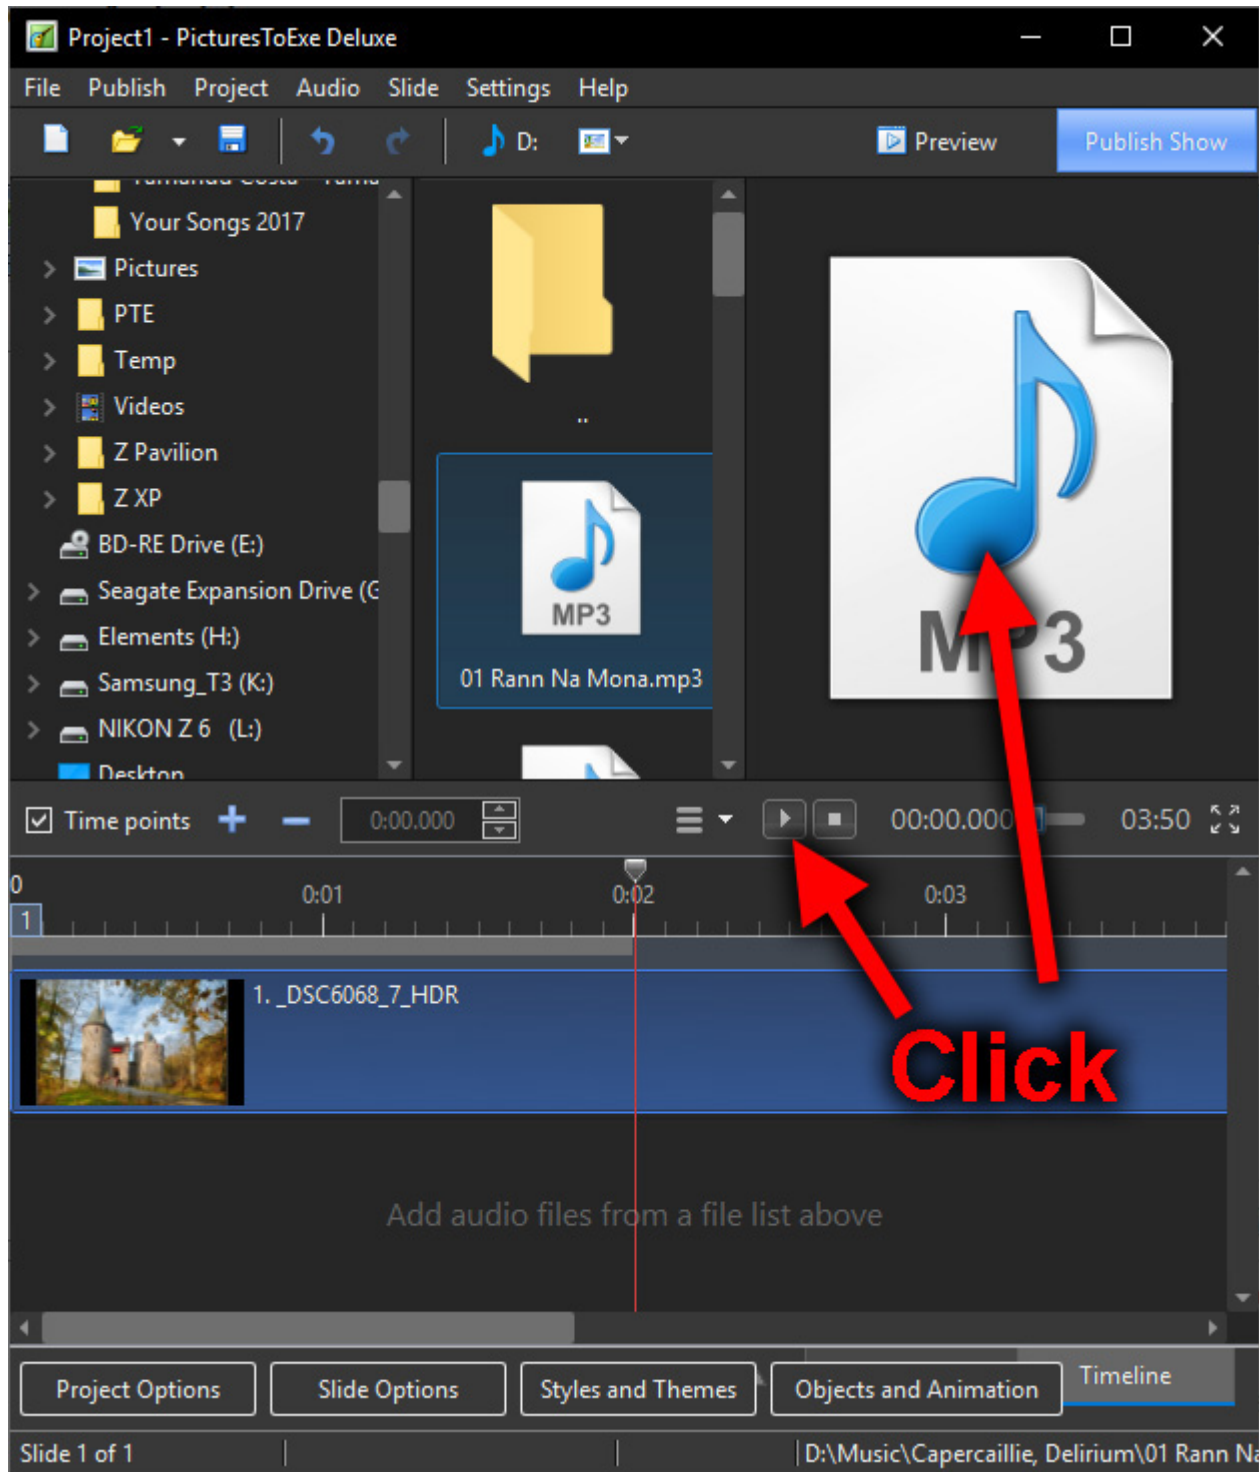 Project1 - PicturesToExe Deluxe
File Publish Project Audio Slide Settings Help
D: Preview Publish Show
Your Songs 2017
Pictures
PTE
Temp
Videos
Z Pavilion
Z XP
BD-RE Drive (E:)
Seagate Expansion Drive (G
Elements (H:)
Samsung_T3 (K:)
NIKON Z 6 (L:)
Desktop
..
MP3
01 Rann Na Mona.mp3
MP3
Time points 0:00.000 00:00.000 03:50
0 0:01 0:02 0:03
1
1. _DSC6068_7_HDR
Click
Add audio files from a file list above
Project Options Slide Options Styles and Themes Objects and Animation Timeline
Slide 1 of 1 D:\Music\Capercaillie, Delirium\01 Rann Na